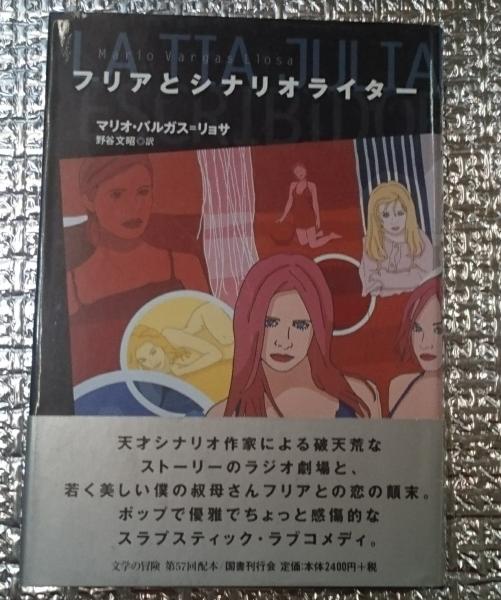 LA TIA JULIA
Mario Vargas Llosa
フリアとシナリオライター
ESCRIBIDOR
マリオ・バルガス=リョサ
野谷文昭◎訳
天才シナリオ作家による破天荒な
ストーリーのラジオ劇場と、
若く美しい僕の叔母さんフリアとの恋の顛末。
ポップで優雅でちょっと感傷的な
スラプスティック・ラブコメディ。
文学の冒険 第57回配本/国書刊行会 定価:本体2400円+税